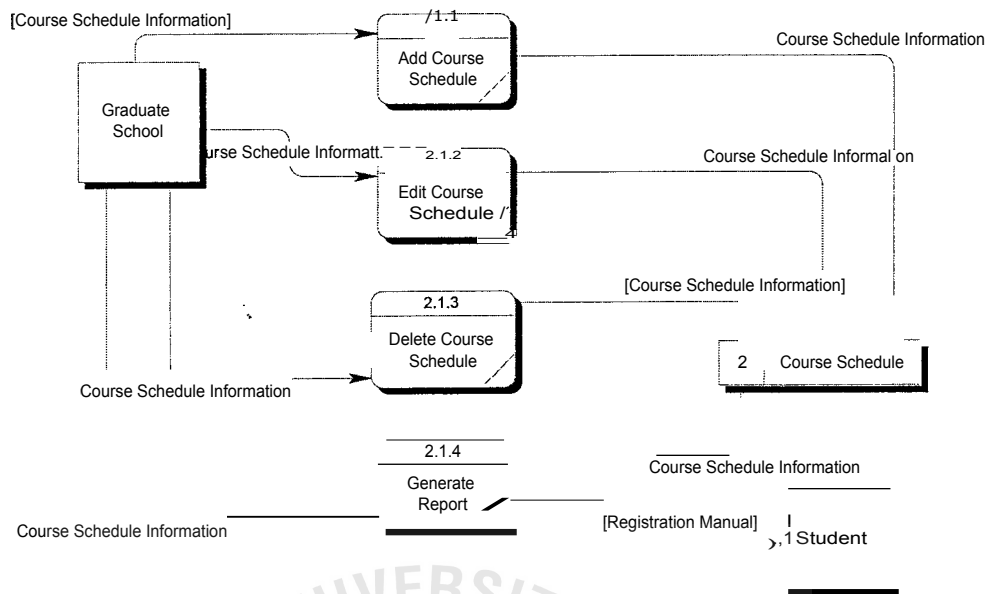 [Course Schedule Information]
/1.1
Add Course
Schedule
Course Schedule Information
Graduate
School
urse Schedule Informatt.
2.1.2
Edit Course
Schedule /
Course Schedule Informal on
2.1.3
Delete Course
Schedule
[Course Schedule Information]
2 Course Schedule
Course Schedule Information
2.1.4
Generate
Report
Course Schedule Information
[Registration Manual]
Student
Course Schedule Information